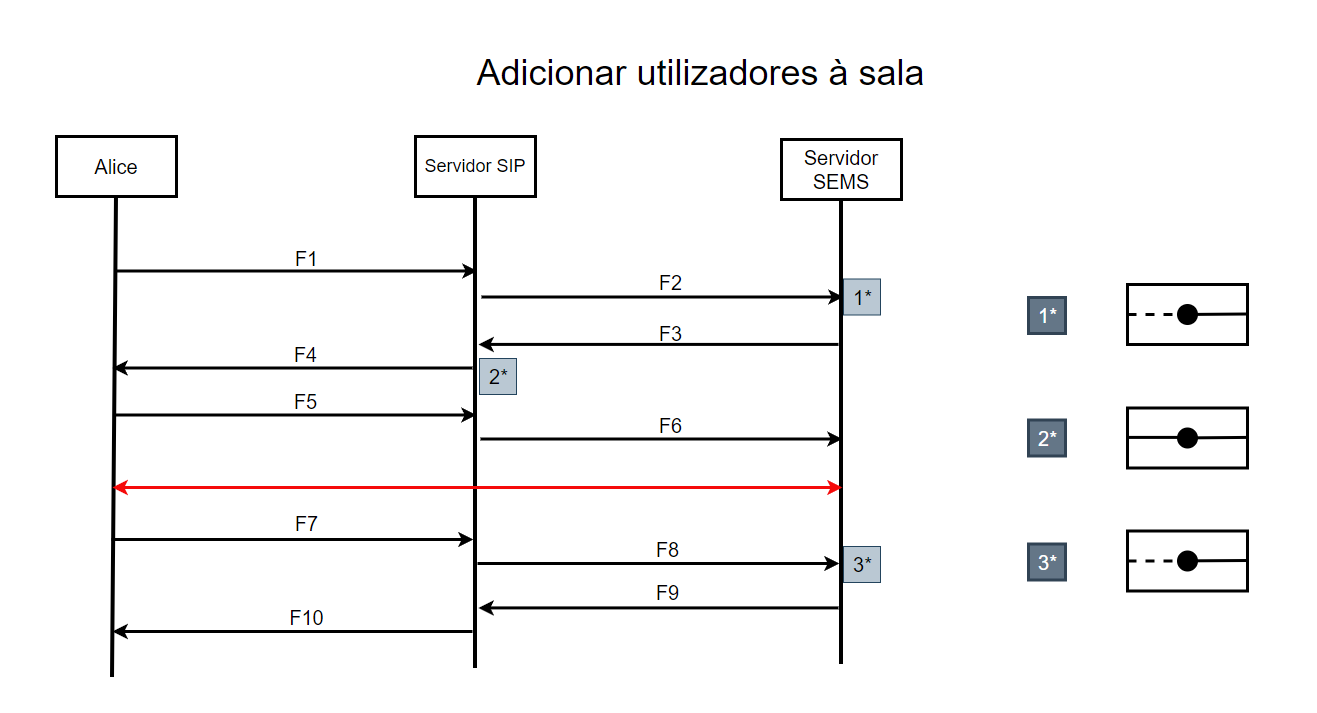 Adicionar utilizadores à sala
Alice
Servidor SIP
Servidor
SEMS
F1
F2
1*
F3
F4
2*
F5
F6
F7
F8
3*
F9
F10
1*
2*
3*